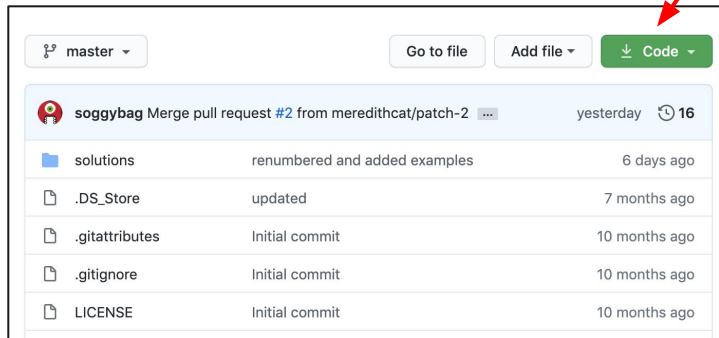 master Go to file Add file Code
soggybag Merge pull request #2 from meredithcat/patch-2 ... yesterday 16
solutions renumbered and added examples 6 days ago
.DS_Store updated 7 months ago
.gitattributes Initial commit 10 months ago
.gitignore Initial commit 10 months ago
LICENSE Initial commit 10 months ago